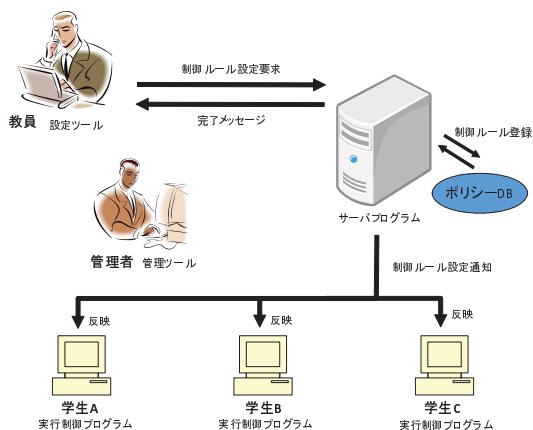 制御ルール設定要求
完了メッセージ
教員 設定ツール
制御ルール登録
ポリシーDB
サーバプログラム
管理者 管理ツール
制御ルール設定通知
反映
反映
反映
学生A
実行制御プログラム
学生B
実行制御プログラム
学生C
実行制御プログラム